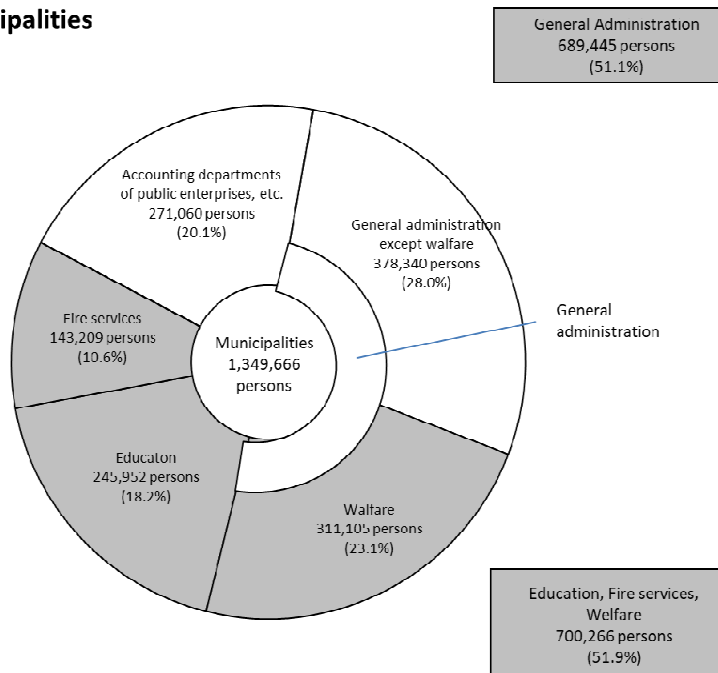 ipalities
General Administration
689,445 persons
(51.1%)
Accounting departments
of public enterprises, etc.
271,060 persons
(20.1%)
General administration
except welfare
378,340 persons
(28.0%)
Fire services
143,209 persons
(10.6%)
Municipalities
1,349,666
persons
General
administration
Educaton
245,952 persons
(18.2%)
Walfare
311,105 persons
(23.1%)
Education, Fire services,
Welfare
700,266 persons
(51.9%)